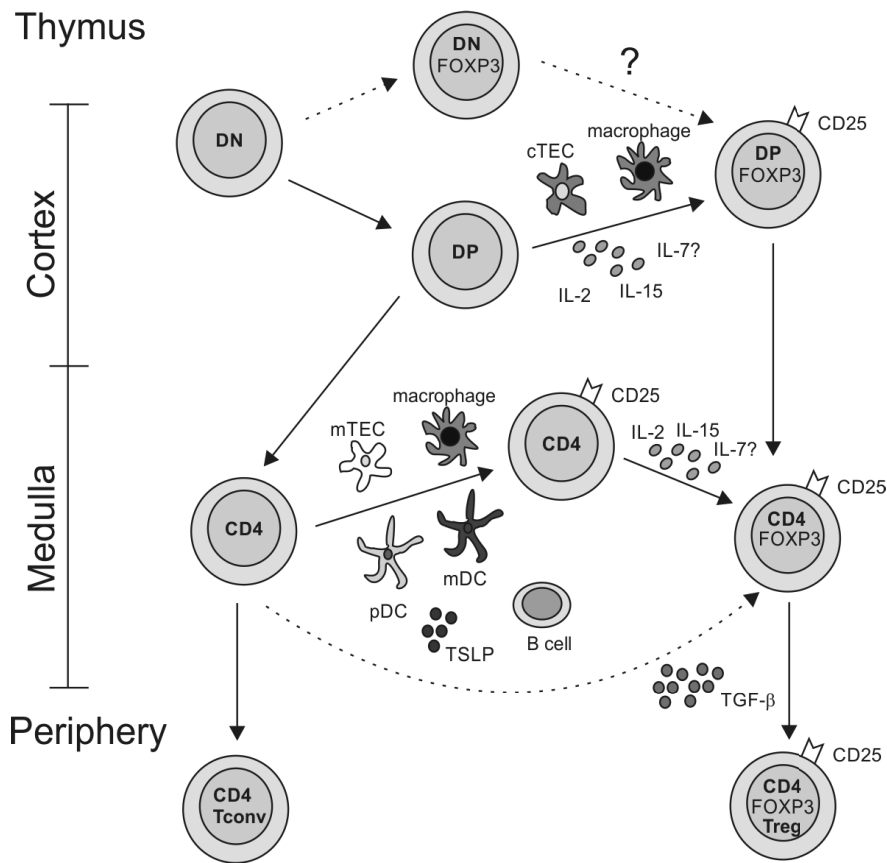 Thymus
DN
FOXP3
?
CD25
DN
macrophage
cTEC
DP
FOXP3
Cortex
DP
IL-7?
IL-2
IL-15
macrophage
CD25
mTEC
CD4
IL-2
IL-15
IL-7?
CD25
Medulla
CD4
CD4
FOXP3
mDC
pDC
TSLP
B cell
TGF-β
Periphery
CD25
CD4
Tconv
CD4
FOXP3
Treg